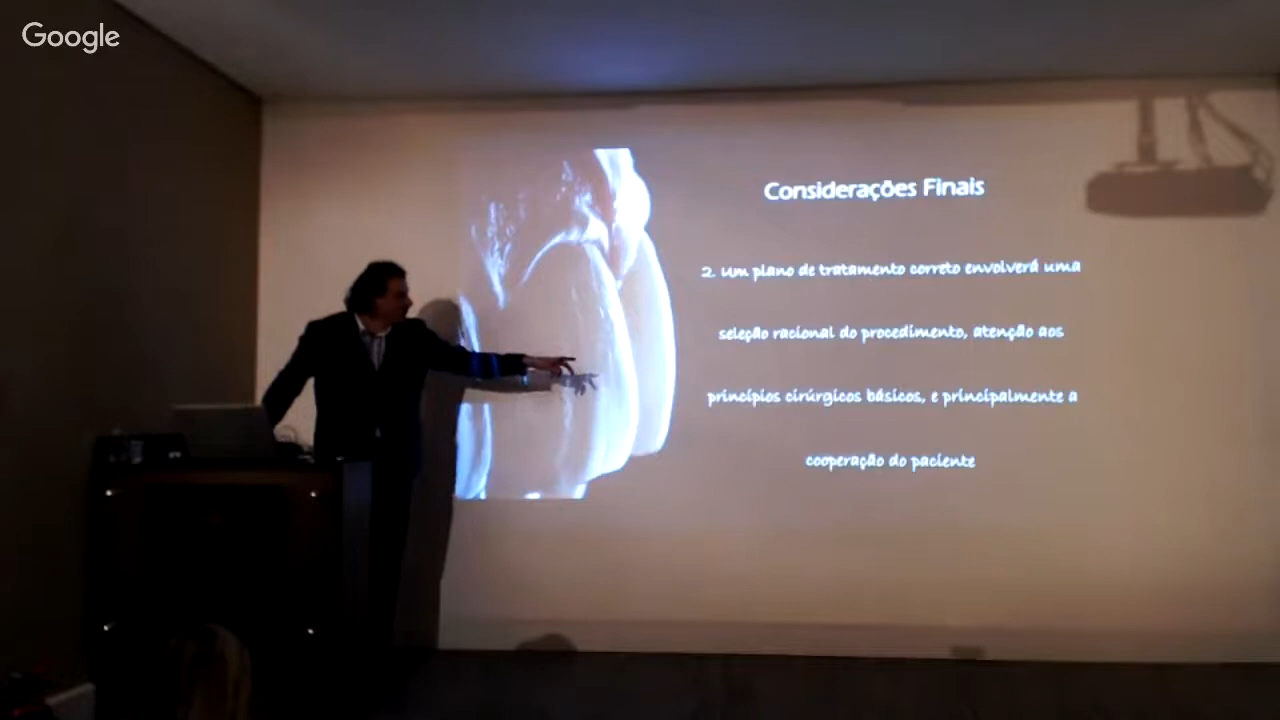 Google
Considerações Finais
2. Um plano de tratamento correto envolverá uma
seleção racional do procedimento, atenção aos
princípios cirúrgicos básicos, e principalmente a
cooperação do paciente